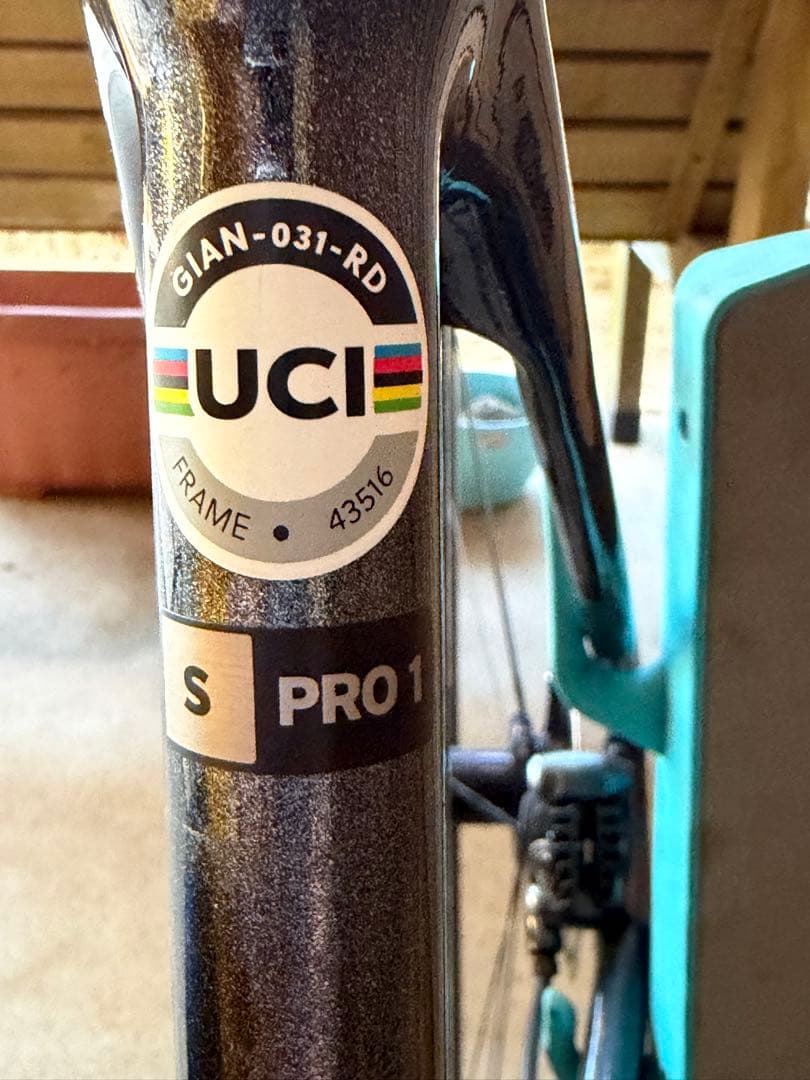 GIAN-031-RD
UCI
FRAME • 43516
S PRO 1